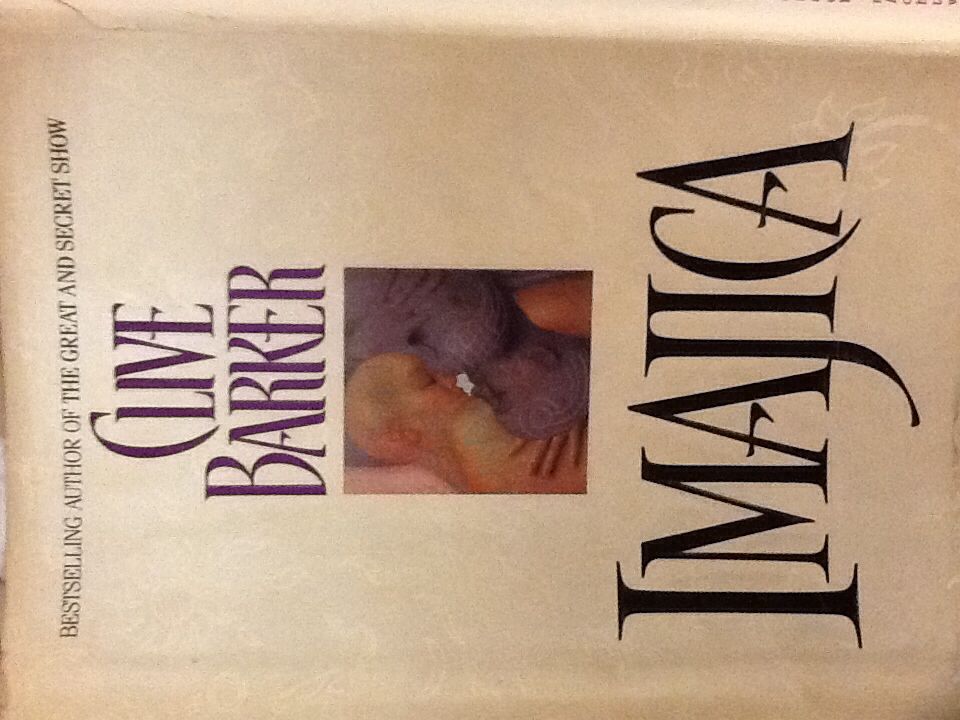 BESTSELLING AUTHOR OF THE GREAT AND SECRET SHOW
CLIVE
BARKER
IMAJICA